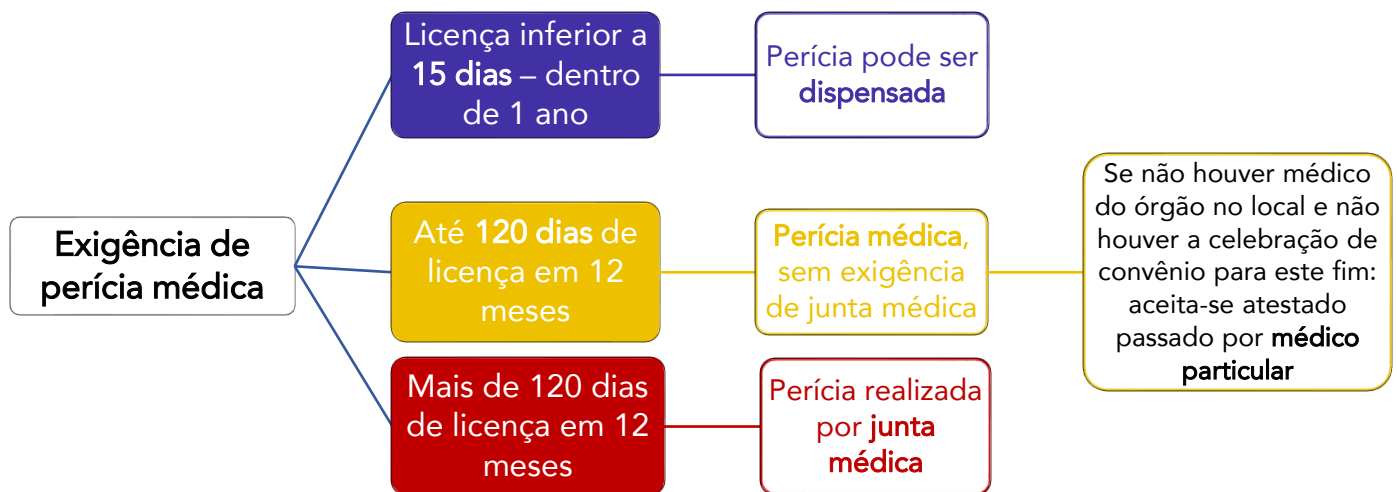 Exigência de
perícia médica
Licença inferior a
15 dias – dentro
de 1 ano
Perícia pode ser
dispensada
Até 120 dias de
licença em 12
meses
Perícia médica,
sem exigência
de junta médica
Se não houver médico
do órgão no local e não
houver a celebração de
convênio para este fim:
aceita-se atestado
passado por médico
particular
Mais de 120 dias
de licença em 12
meses
Perícia realizada
por junta
médica